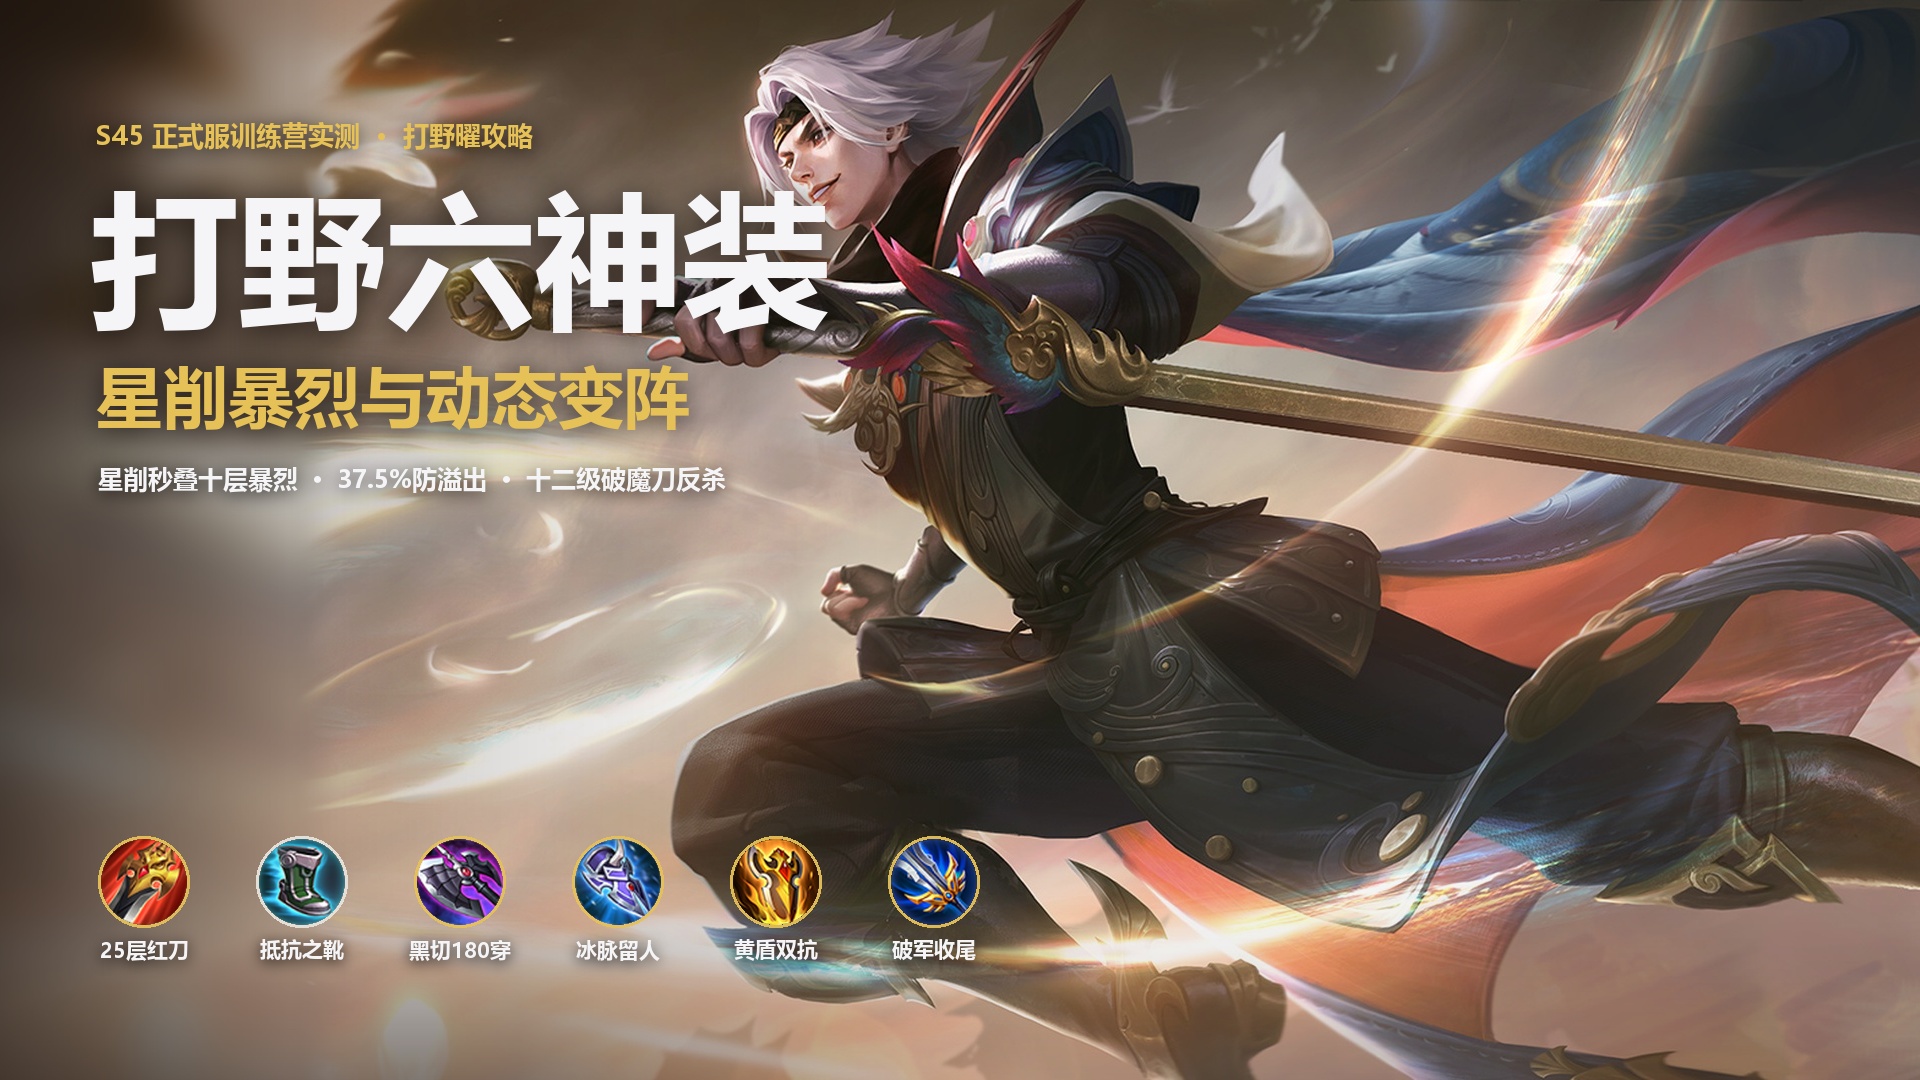 S45 正式服训练营实测 · 打野曜攻略
打野六神装
星削暴烈与动态变阵
星削秒叠十层暴烈 · 37.5%防溢出 · 十二级破魔刀反杀
25层红刀
抵抗之靴
黑切180穿
冰脉留人
黄盾双抗
破军收尾